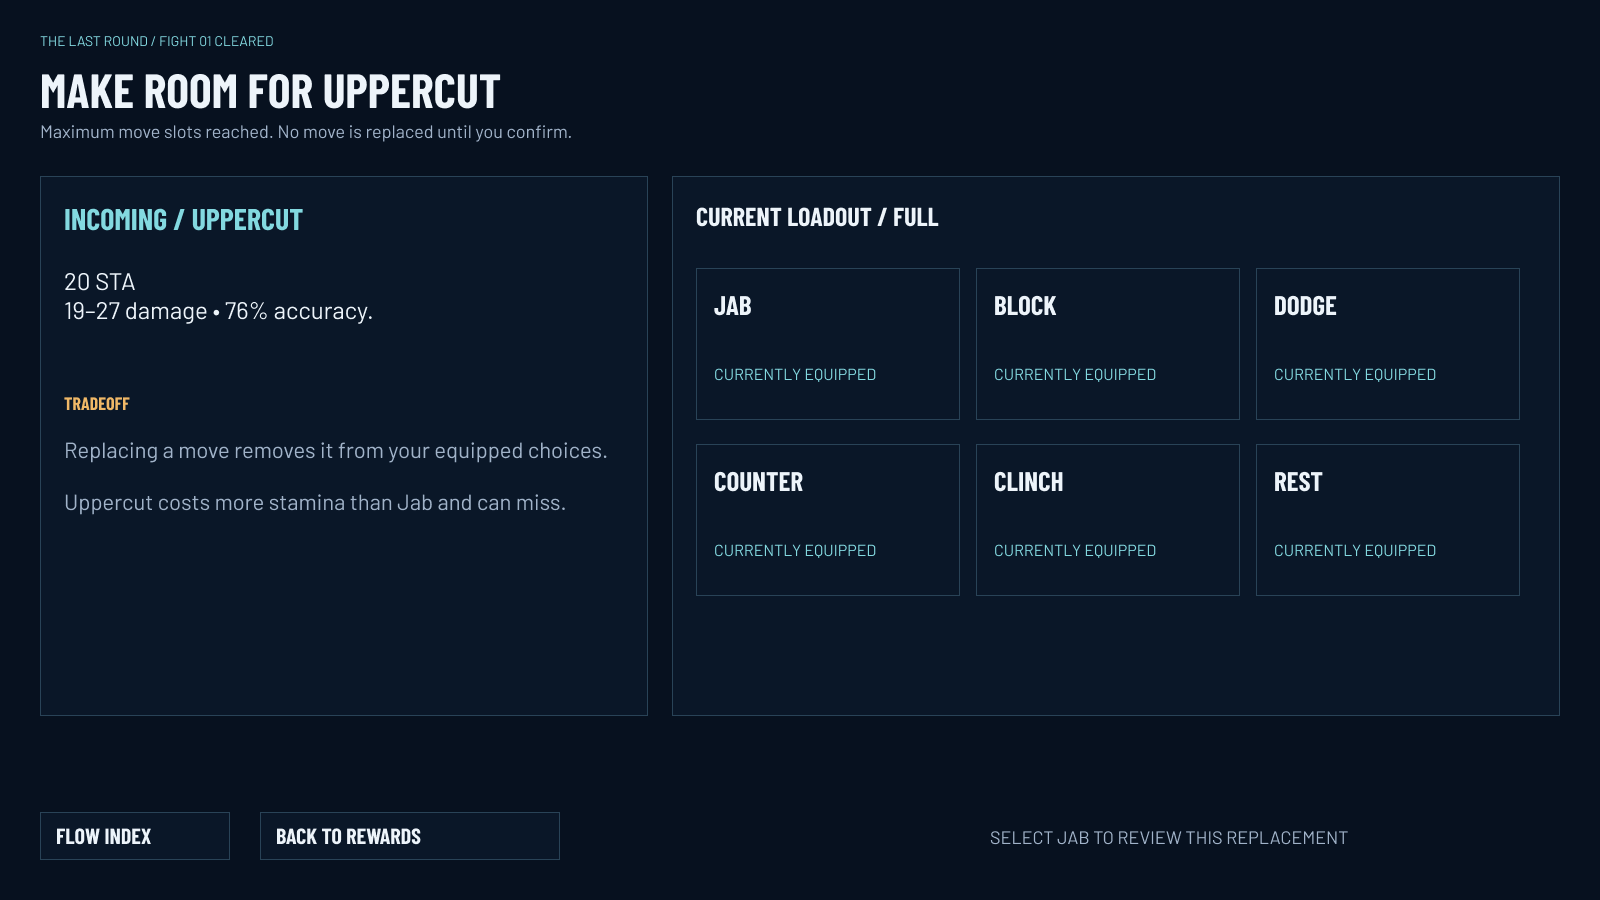 THE LAST ROUND / FIGHT 01 CLEARED
MAKE ROOM FOR UPPERCUT
Maximum move slots reached. No move is replaced until you confirm.
INCOMING / UPPERCUT
20 STA
19–27 damage • 76% accuracy.
TRADEOFF
Replacing a move removes it from your equipped choices.
Uppercut costs more stamina than Jab and can miss.
CURRENT LOADOUT / FULL
JAB
CURRENTLY EQUIPPED
BLOCK
CURRENTLY EQUIPPED
DODGE
CURRENTLY EQUIPPED
COUNTER
CURRENTLY EQUIPPED
CLINCH
CURRENTLY EQUIPPED
REST
CURRENTLY EQUIPPED
FLOW INDEX
BACK TO REWARDS
SELECT JAB TO REVIEW THIS REPLACEMENT